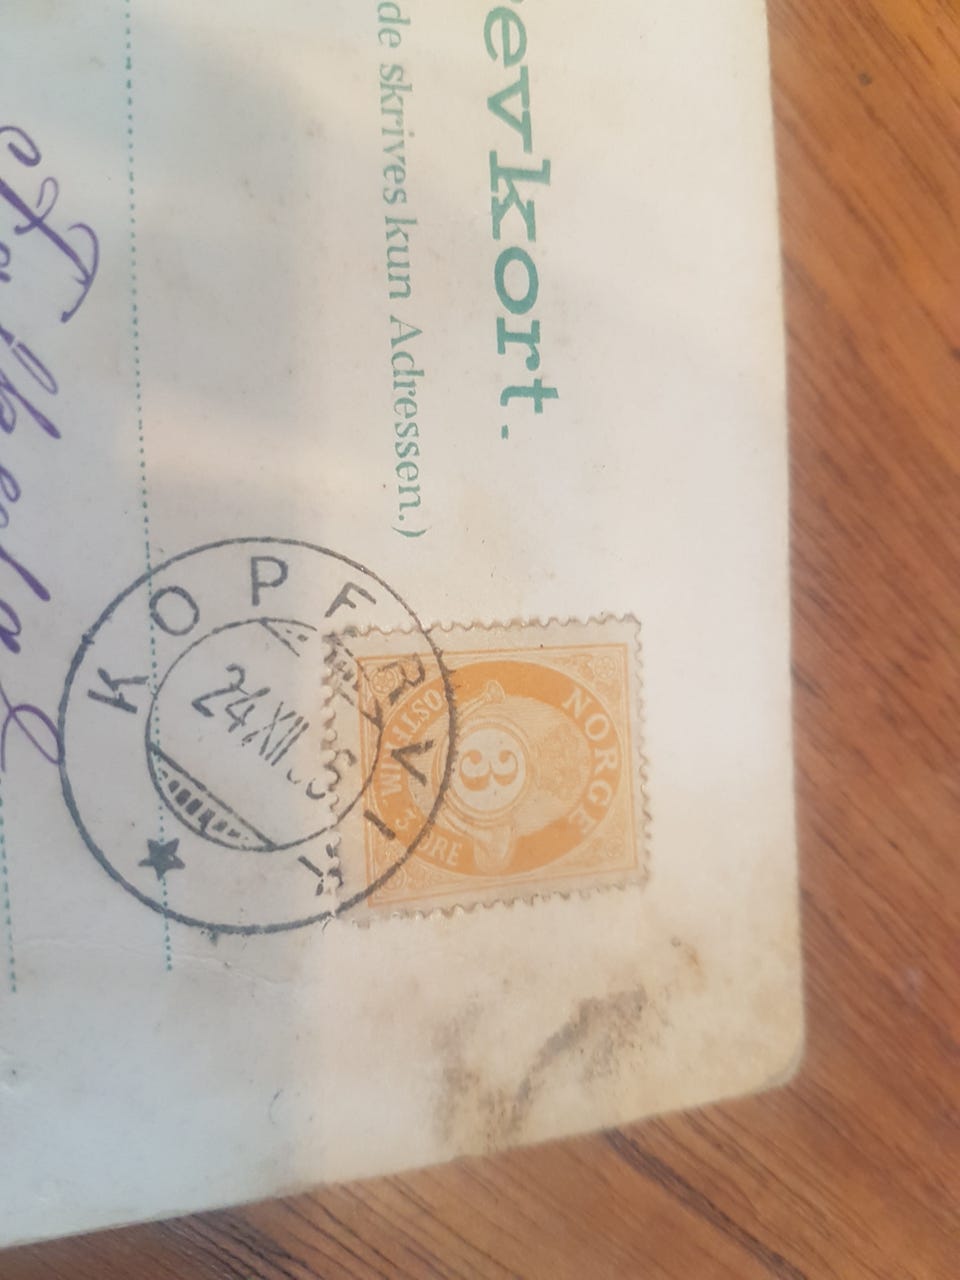 evkort.
de skrives kun Adressen.)
NORGE
3
POSTFRIM. 3 ØRE
KOPERVIK
24 XII